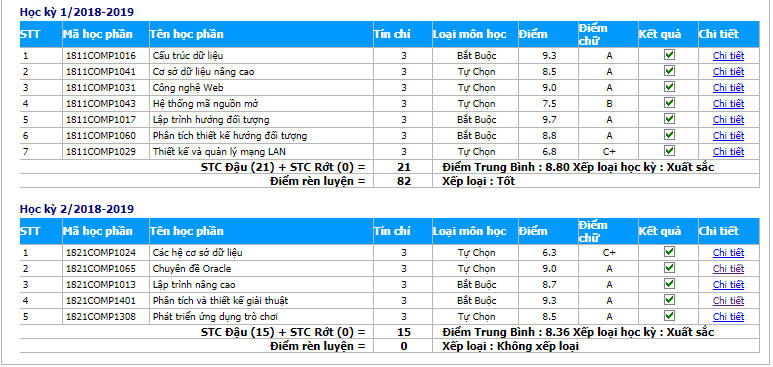 Học kỳ 1/2018-2019
STT Mã học phần Tên học phần Tín chỉ Loại môn học Điểm Điểm chữ Kết quả Chi tiết
1 1811COMP1016 Cấu trúc dữ liệu 3 Bắt Buộc 9.3 A Chi tiết
2 1811COMP1041 Cơ sở dữ liệu nâng cao 3 Tự Chọn 8.5 A Chi tiết
3 1811COMP1031 Công nghệ Web 3 Tự Chọn 9.0 A Chi tiết
4 1811COMP1043 Hệ thống mã nguồn mở 3 Tự Chọn 7.5 B Chi tiết
5 1811COMP1017 Lập trình hướng đối tượng 3 Bắt Buộc 9.7 A Chi tiết
6 1811COMP1060 Phân tích thiết kế hướng đối tượng 3 Bắt Buộc 8.8 A Chi tiết
7 1811COMP1029 Thiết kế và quản lý mạng LAN 3 Tự Chọn 6.8 C+ Chi tiết
STC Đậu (21) + STC Rớt (0) = 21 Điểm Trung Bình : 8.80 Xếp loại học kỳ : Xuất sắc
Điểm rèn luyện = 82 Xếp loại : Tốt
Học kỳ 2/2018-2019
STT Mã học phần Tên học phần Tín chỉ Loại môn học Điểm Điểm chữ Kết quả Chi tiết
1 1821COMP1024 Các hệ cơ sở dữ liệu 3 Tự Chọn 6.3 C+ Chi tiết
2 1821COMP1065 Chuyên đề Oracle 3 Tự Chọn 9.0 A Chi tiết
3 1821COMP1013 Lập trình nâng cao 3 Bắt Buộc 8.7 A Chi tiết
4 1821COMP1401 Phân tích và thiết kế giải thuật 3 Bắt Buộc 9.3 A Chi tiết
5 1821COMP1308 Phát triển ứng dụng trò chơi 3 Tự Chọn 8.5 A Chi tiết
STC Đậu (15) + STC Rớt (0) = 15 Điểm Trung Bình : 8.36 Xếp loại học kỳ : Xuất sắc
Điểm rèn luyện = 0 Xếp loại : Không xếp loại